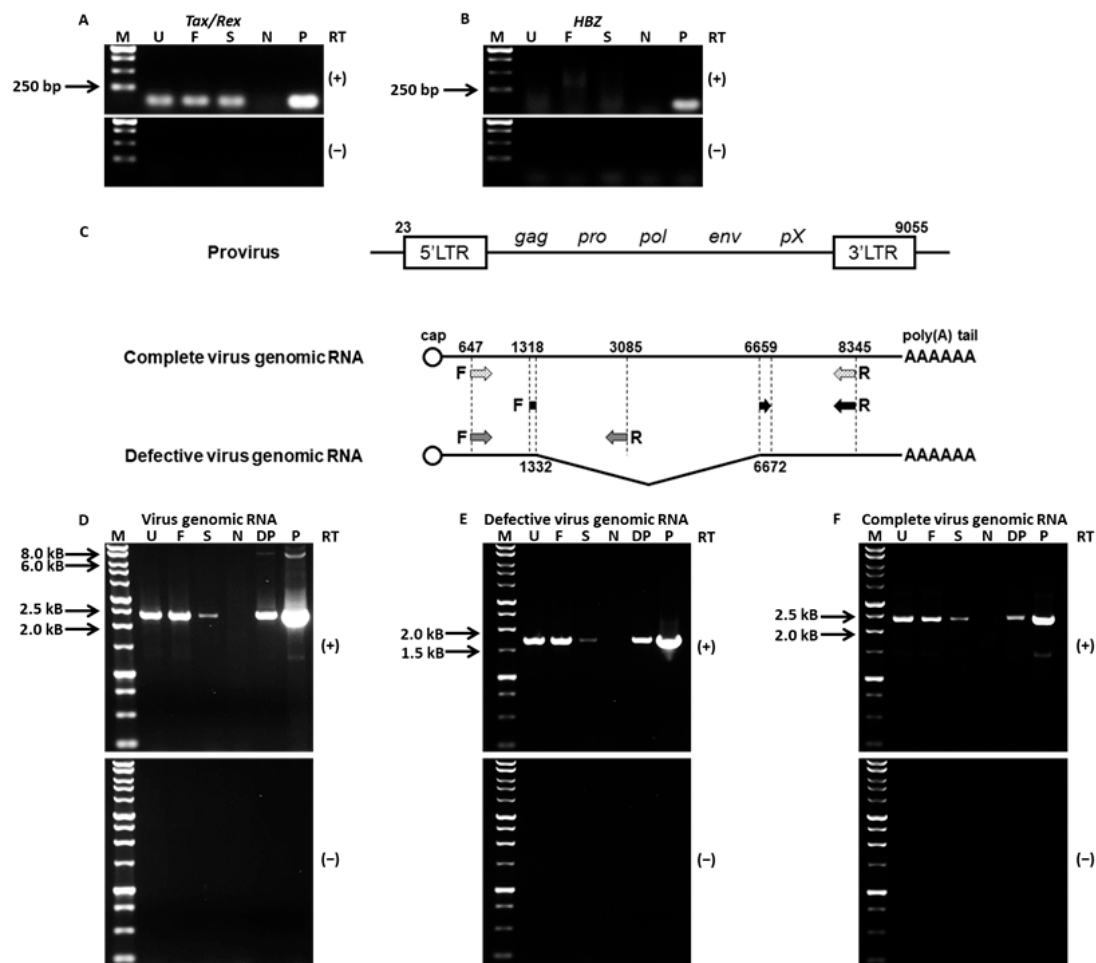 A Tax/Rex
M U F S N P RT
250 bp
(+)
(−)
B HBZ
M U F S N P RT
250 bp
(+)
(−)
C
Provirus
23 9055
5'LTR gag pro pol env pX 3'LTR
cap poly(A) tail
647 1318 3085 6659 8345
Complete virus genomic RNA AAAAAA
F R
F R
F R
Defective virus genomic RNA AAAAAA
1332 6672
D Virus genomic RNA
M U F S N DP P RT
8.0 kB
6.0 kB
2.5 kB
2.0 kB
(+)
(−)
E Defective virus genomic RNA
M U F S N DP P RT
2.0 kB
1.5 kB
(+)
(−)
F Complete virus genomic RNA
M U F S N DP P RT
2.5 kB
2.0 kB
(+)
(−)